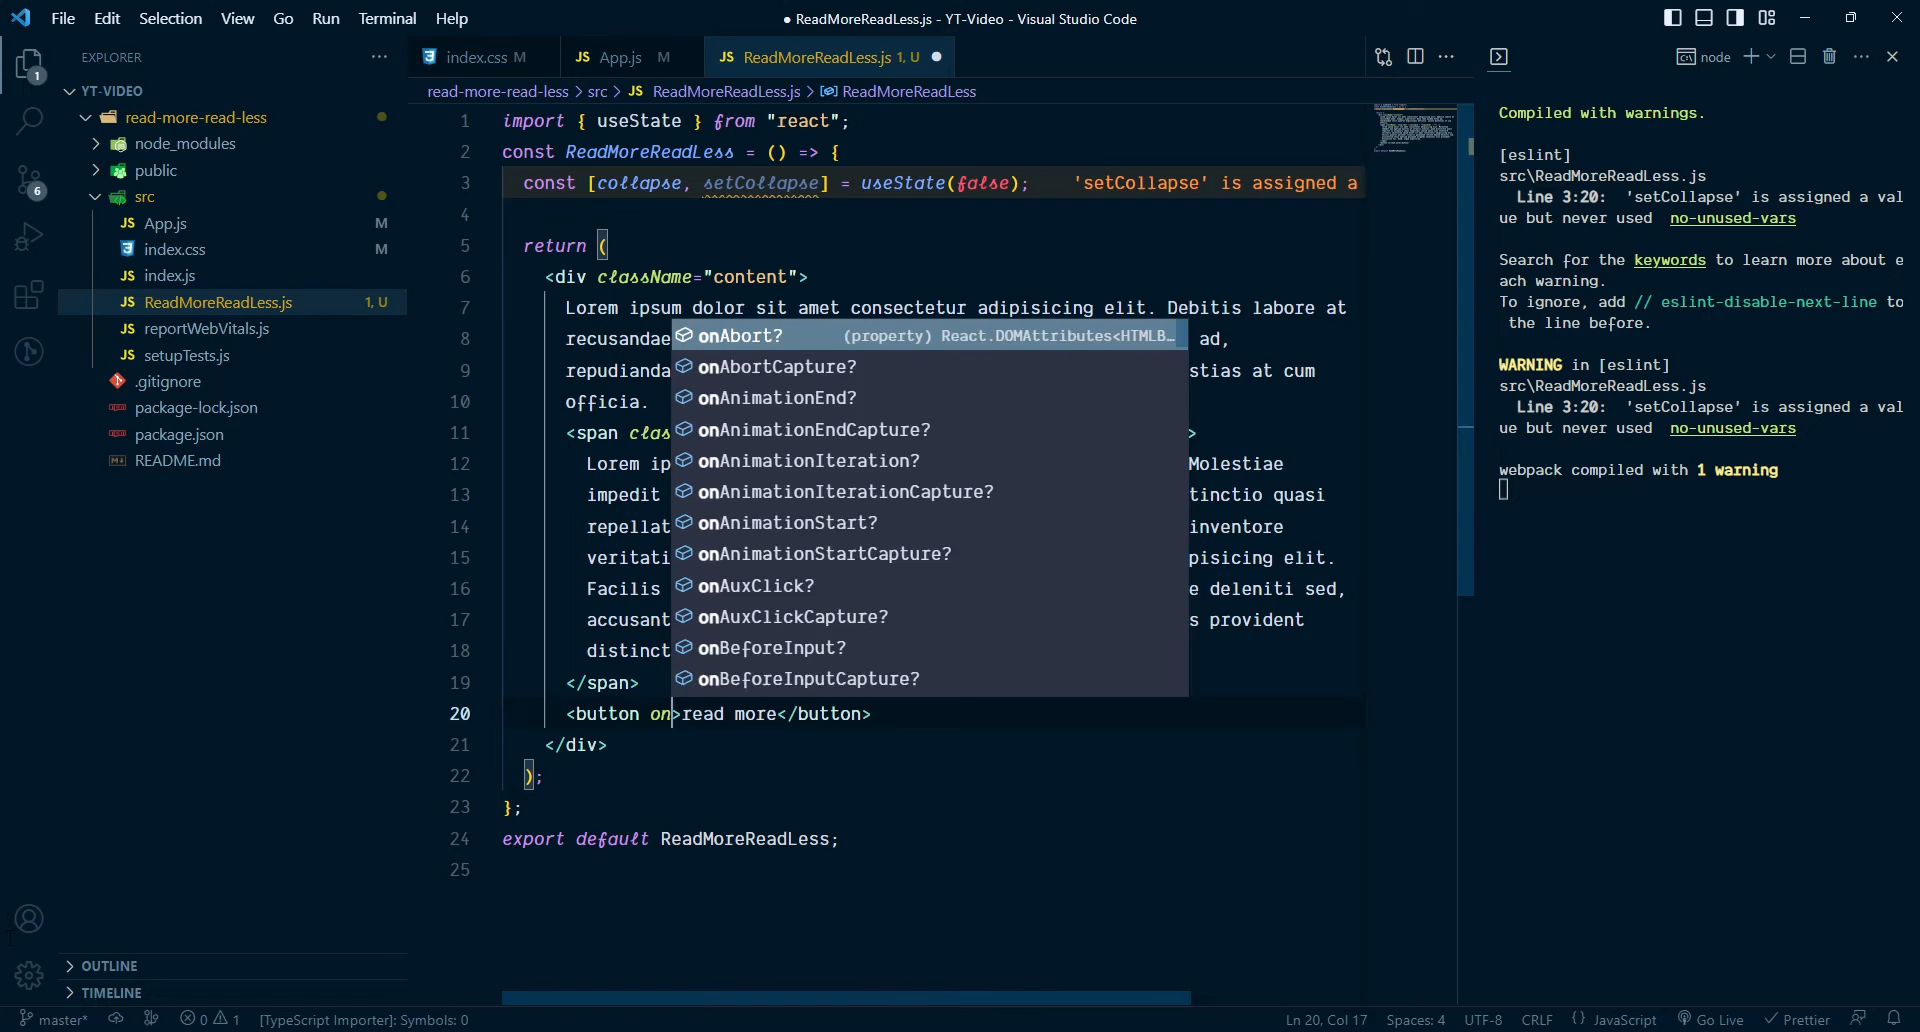 File Edit Selection View Go Run Terminal Help
● ReadMoreReadLess.js - YT-Video - Visual Studio Code
EXPLORER
index.css M
JS App.js M
JS ReadMoreReadLess.js 1, U
node
1
6
YT-VIDEO
read-more-read-less
node_modules
public
src
JS App.js M
index.css M
JS index.js
JS ReadMoreReadLess.js 1, U
JS reportWebVitals.js
JS setupTests.js
.gitignore
package-lock.json
package.json
README.md
OUTLINE
TIMELINE
read-more-read-less > src > JS ReadMoreReadLess.js > ReadMoreReadLess
1 import { useState } from "react";
2 const ReadMoreReadLess = () => {
3 const [collapse, setCollapse] = useState(false); 'setCollapse' is assigned a
4
5 return (
6 <div className="content">
7 Lorem ipsum dolor sit amet consectetur adipisicing elit. Debitis labore at
8 recusandae ad,
9 repudianda stias at cum
10 officia.
11 <span clas >
12 Lorem ip Molestiae
13 impedit tinctio quasi
14 repellat inventore
15 veritati pisicing elit.
16 Facilis e deleniti sed,
17 accusant s provident
18 distinct
19 </span>
20 <button on>read more</button>
21 </div>
22 );
23 };
24 export default ReadMoreReadLess;
25
onAbort? (property) React.DOMAttributes<HTMLB…
onAbortCapture?
onAnimationEnd?
onAnimationEndCapture?
onAnimationIteration?
onAnimationIterationCapture?
onAnimationStart?
onAnimationStartCapture?
onAuxClick?
onAuxClickCapture?
onBeforeInput?
onBeforeInputCapture?
Compiled with warnings.
[eslint]
src\ReadMoreReadLess.js
Line 3:20: 'setCollapse' is assigned a val
ue but never used no-unused-vars
Search for the keywords to learn more about e
ach warning.
To ignore, add // eslint-disable-next-line to
the line before.
WARNING in [eslint]
src\ReadMoreReadLess.js
Line 3:20: 'setCollapse' is assigned a val
ue but never used no-unused-vars
webpack compiled with 1 warning
master* 0 1 [TypeScript Importer]: Symbols: 0
Ln 20, Col 17 Spaces: 4 UTF-8 CRLF {} JavaScript Go Live Prettier